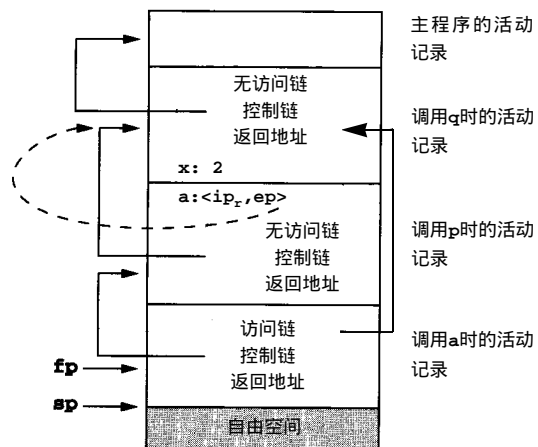 主程序的活动
记录
无访问链
控制链
返回地址
x: 2
调用q时的活动
记录
a:<ipr,ep>
无访问链
控制链
返回地址
调用p时的活动
记录
访问链
控制链
返回地址
调用a时的活动
记录
fp
sp
自由空间